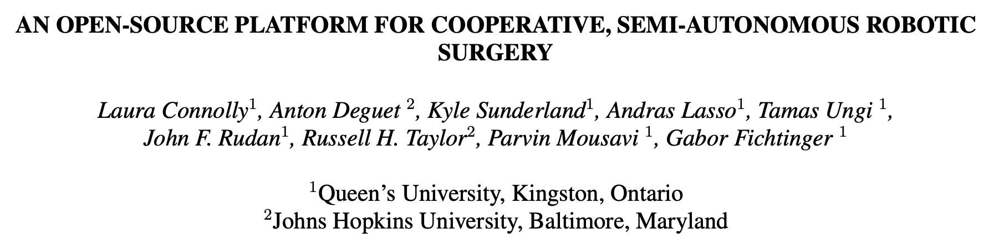 AN OPEN-SOURCE PLATFORM FOR COOPERATIVE, SEMI-AUTONOMOUS ROBOTIC
SURGERY
Laura Connolly¹, Anton Deguet ², Kyle Sunderland¹, Andras Lasso¹, Tamas Ungi ¹,
John F. Rudan¹, Russell H. Taylor², Parvin Mousavi ¹, Gabor Fichtinger ¹
¹Queen’s University, Kingston, Ontario
²Johns Hopkins University, Baltimore, Maryland